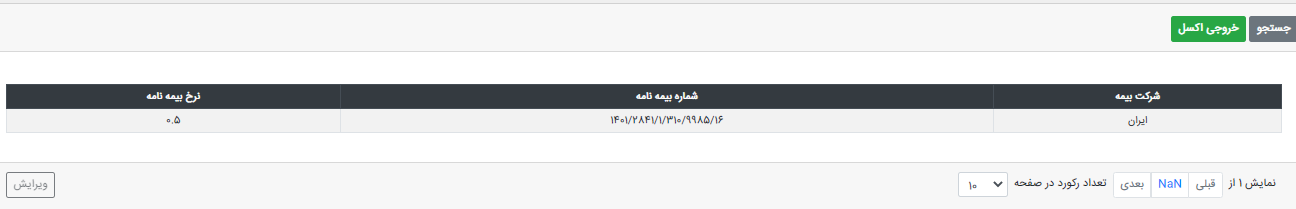 جستجو خروجی اکسل
شرکت بیمه شماره بیمه نامه نرخ بیمه نامه
ایران ۱۴۰۱/۲۸۴۱/۱/۳۱۰/۹۹۸۵/۱۶ ۰.۵
نمایش ۱ از قبلی NaN بعدی تعداد رکورد در صفحه ۱۰ ویرایش